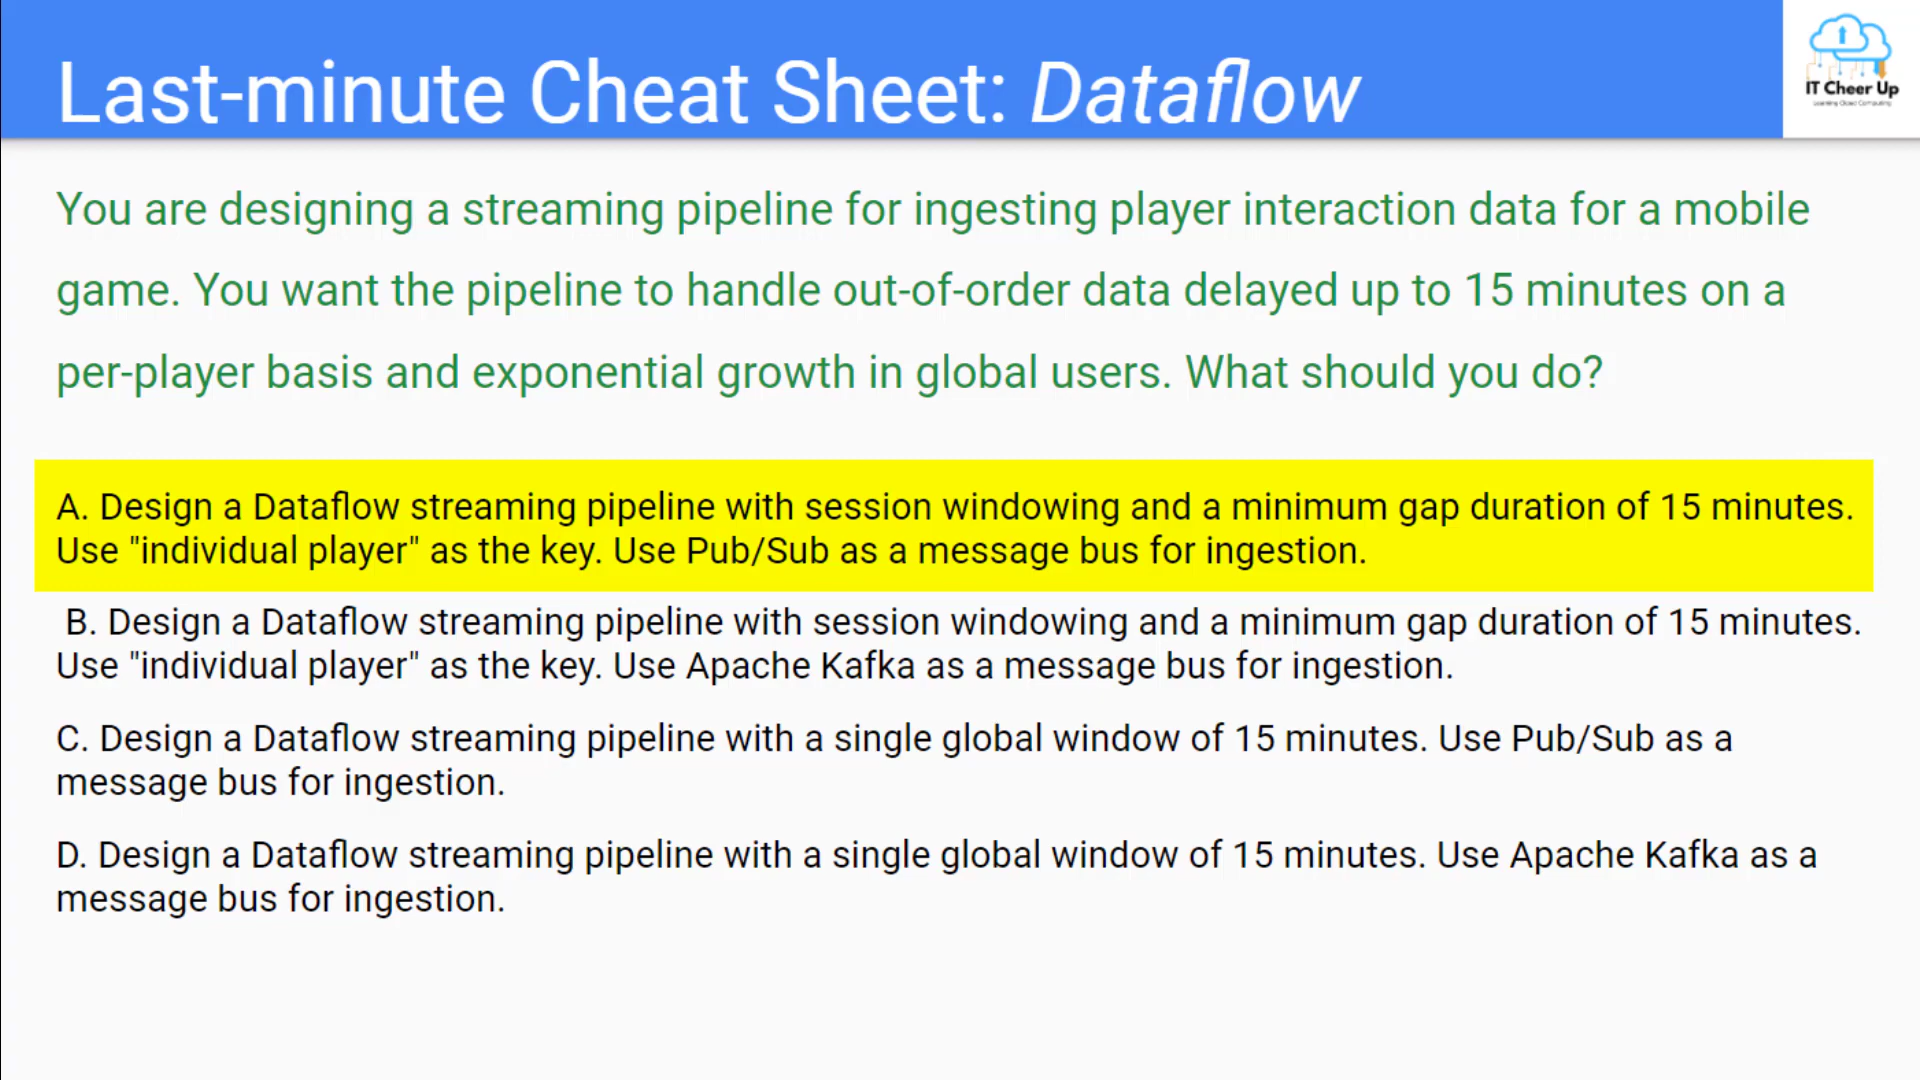 Last-minute Cheat Sheet: Dataflow
IT Cheer Up
Learning Cloud Computing
You are designing a streaming pipeline for ingesting player interaction data for a mobile
game. You want the pipeline to handle out-of-order data delayed up to 15 minutes on a
per-player basis and exponential growth in global users. What should you do?
A. Design a Dataflow streaming pipeline with session windowing and a minimum gap duration of 15 minutes.
Use "individual player" as the key. Use Pub/Sub as a message bus for ingestion.
B. Design a Dataflow streaming pipeline with session windowing and a minimum gap duration of 15 minutes.
Use "individual player" as the key. Use Apache Kafka as a message bus for ingestion.
C. Design a Dataflow streaming pipeline with a single global window of 15 minutes. Use Pub/Sub as a
message bus for ingestion.
D. Design a Dataflow streaming pipeline with a single global window of 15 minutes. Use Apache Kafka as a
message bus for ingestion.